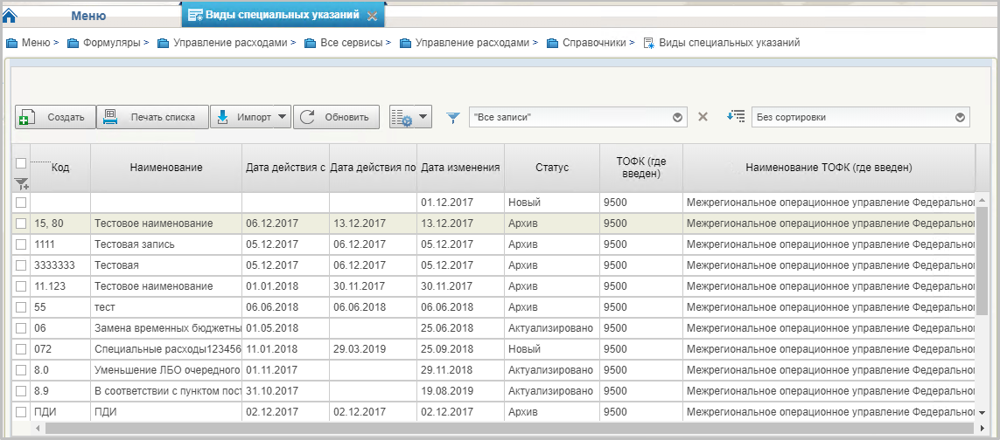 Меню Виды специальных указаний
Меню > Формуляры > Управление расходами > Все сервисы > Управление расходами > Справочники > Виды специальных указаний
Создать Печать списка Импорт Обновить "Все записи" Без сортировки
Код Наименование Дата действия с Дата действия по Дата изменения Статус ТОФК (где введен) Наименование ТОФК (где введен)
01.12.2017 Новый 9500 Межрегиональное операционное управление Федерально
15, 80 Тестовое наименование 06.12.2017 13.12.2017 13.12.2017 Архив 9500 Межрегиональное операционное управление Федерально
1111 Тестовая запись 05.12.2017 06.12.2017 05.12.2017 Архив 9500 Межрегиональное операционное управление Федерально
3333333 Тестовая 05.12.2017 06.12.2017 05.12.2017 Архив 9500 Межрегиональное операционное управление Федерально
11.123 Тестовое наименование 01.01.2018 30.11.2017 30.11.2017 Архив 9500 Межрегиональное операционное управление Федерально
55 тест 06.06.2018 06.06.2018 06.06.2018 Архив 9500 Межрегиональное операционное управление Федерально
06 Замена временных бюджетны 01.05.2018 25.06.2018 Актуализировано 9500 Межрегиональное операционное управление Федерально
072 Специальные расходы123456 11.01.2018 29.03.2019 25.09.2018 Новый 9500 Межрегиональное операционное управление Федерально
8.0 Уменьшение ЛБО очередного 01.11.2017 29.11.2018 Актуализировано 9500 Межрегиональное операционное управление Федерально
8.9 В соответствии с пунктом пост 31.10.2017 19.08.2019 Актуализировано 9500 Межрегиональное операционное управление Федерально
ПДИ ПДИ 02.12.2017 02.12.2017 02.12.2017 Архив 9500 Межрегиональное операционное управление Федерально